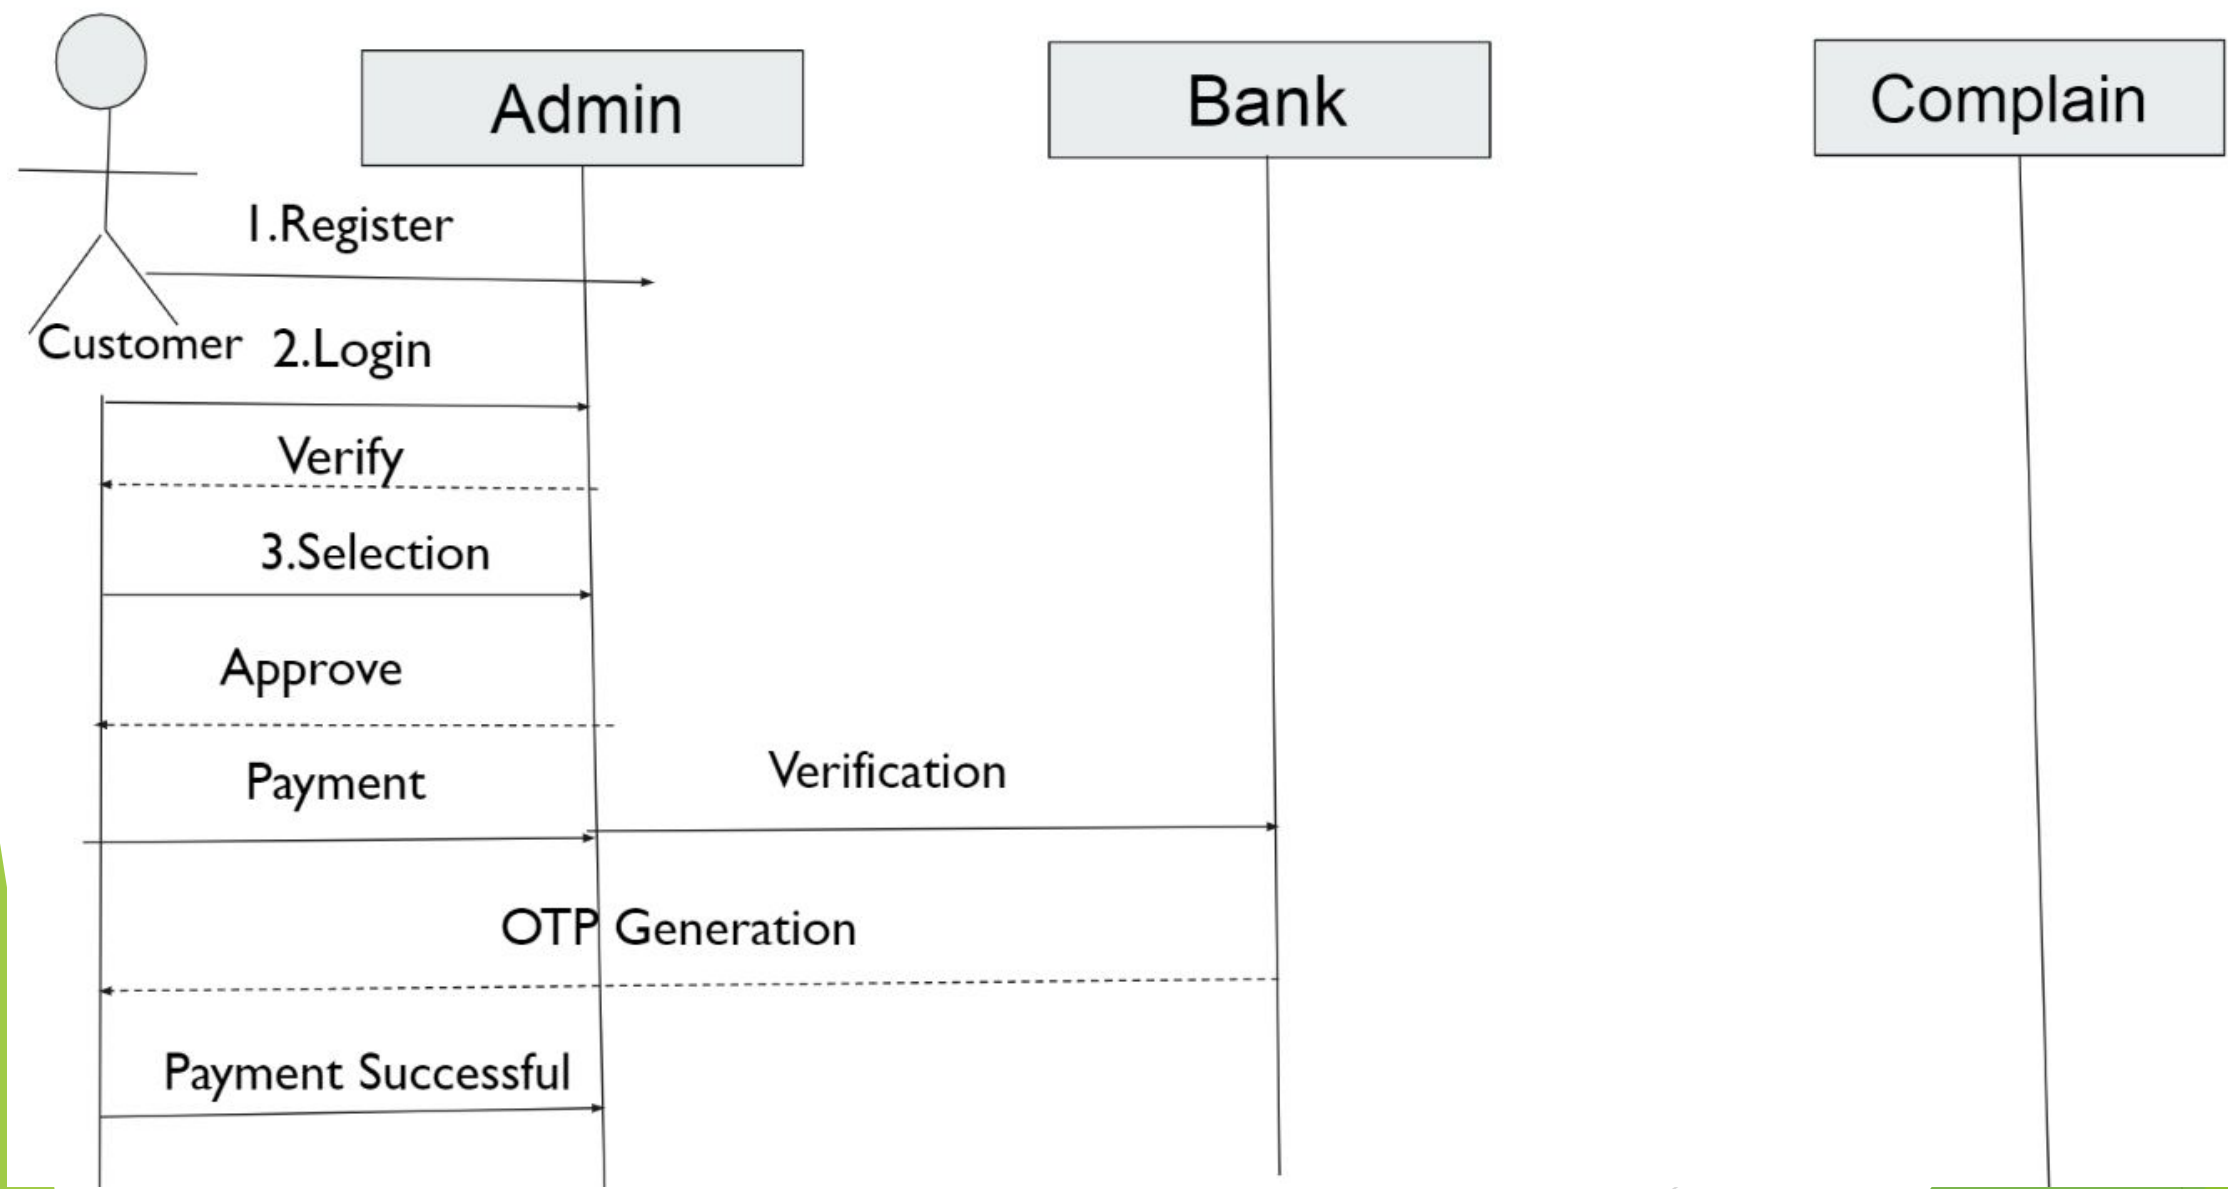 Admin
Bank
Complain
1.Register
Customer
2.Login
Verify
3.Selection
Approve
Payment
Verification
OTP Generation
Payment Successful